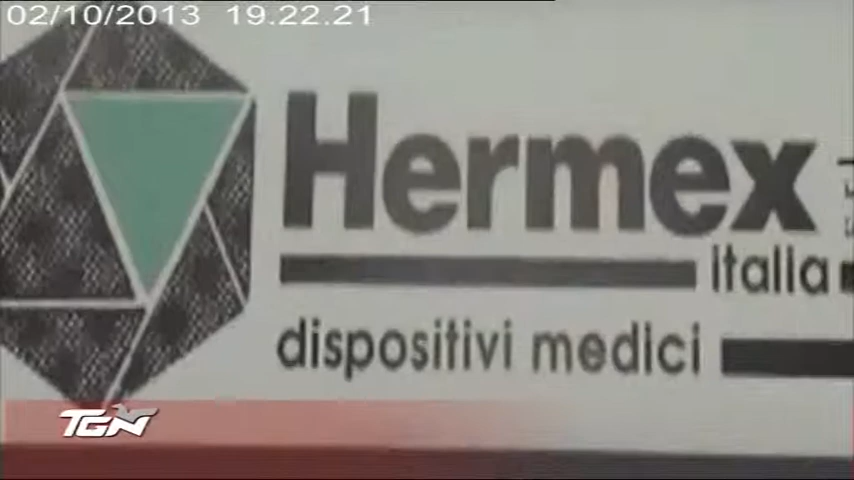 02/10/2013 19.22.21
Hermex
italia
dispositivi medici
TGN